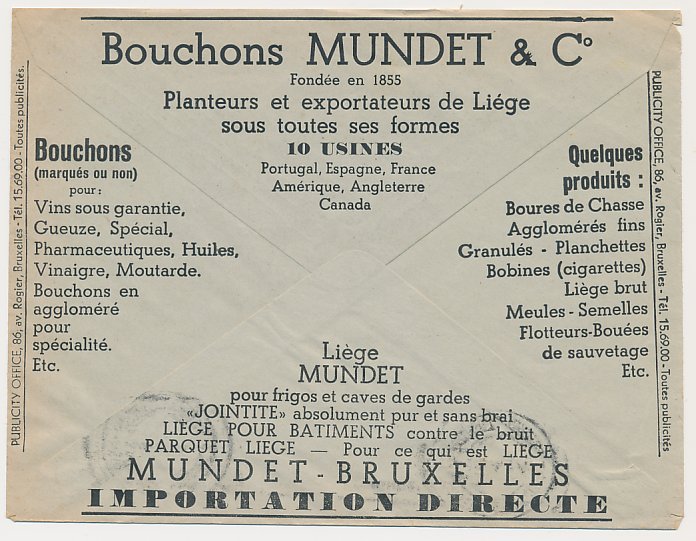 Bouchons MUNDET & C°
Fondée en 1855
Planteurs et exportateurs de Liége
sous toutes ses formes
10 USINES
Portugal, Espagne, France
Amérique, Angleterre
Canada
Bouchons
(marqués ou non)
pour :
Vins sous garantie,
Gueuze, Spécial,
Pharmaceutiques, Huiles,
Vinaigre, Moutarde.
Bouchons en
aggloméré
pour
spécialité.
Etc.
Quelques
produits :
Boures de Chasse
Agglomérés fins
Granulés - Planchettes
Bobines (cigarettes)
Liège brut
Meules - Semelles
Flotteurs-Bouées
de sauvetage
Etc.
Liège
MUNDET
pour frigos et caves de gardes
«JOINTITE» absolument pur et sans brai
LIÈGE POUR BATIMENTS contre le bruit
PARQUET LIEGE — Pour ce qui est LIEGE
MUNDET - BRUXELLES
IMPORTATION DIRECTE
PUBLICITY OFFICE, 86, av. Rogier, Bruxelles - Tél. 15.69.00 - Toutes publicités.
PUBLICITY OFFICE, 86, av. Rogier, Bruxelles - Tél. 15.69.00 - Toutes publicités